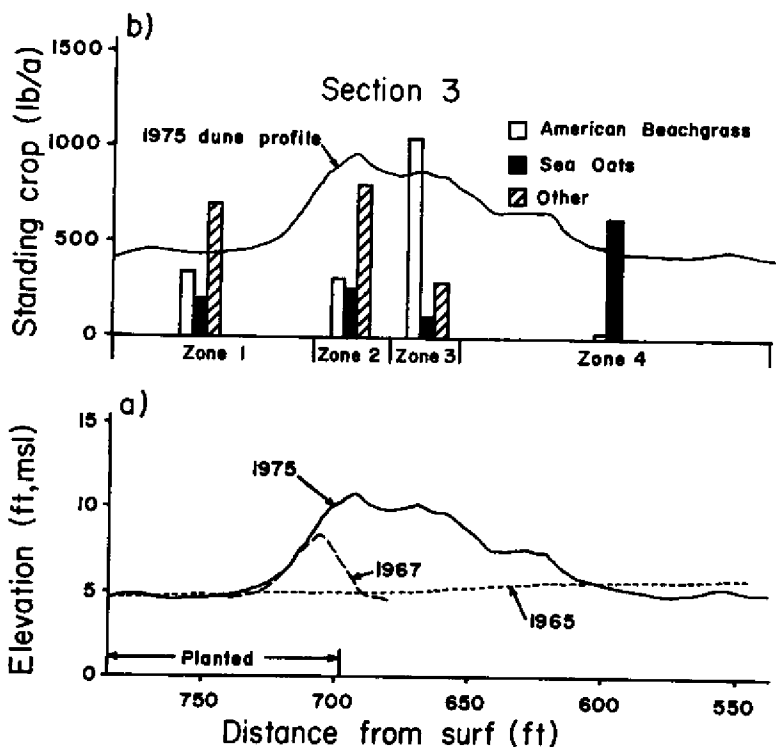 b)
Standing crop (lb/a)
1500
1000
500
0
Section 3
1975 dune profile
American Beachgrass
Sea Oats
Other
Zone 1
Zone 2
Zone 3
Zone 4
a)
Elevation (ft,msl)
15
10
5
0
1975
1967
1965
Planted
750
700
650
600
550
Distance from surf (ft)